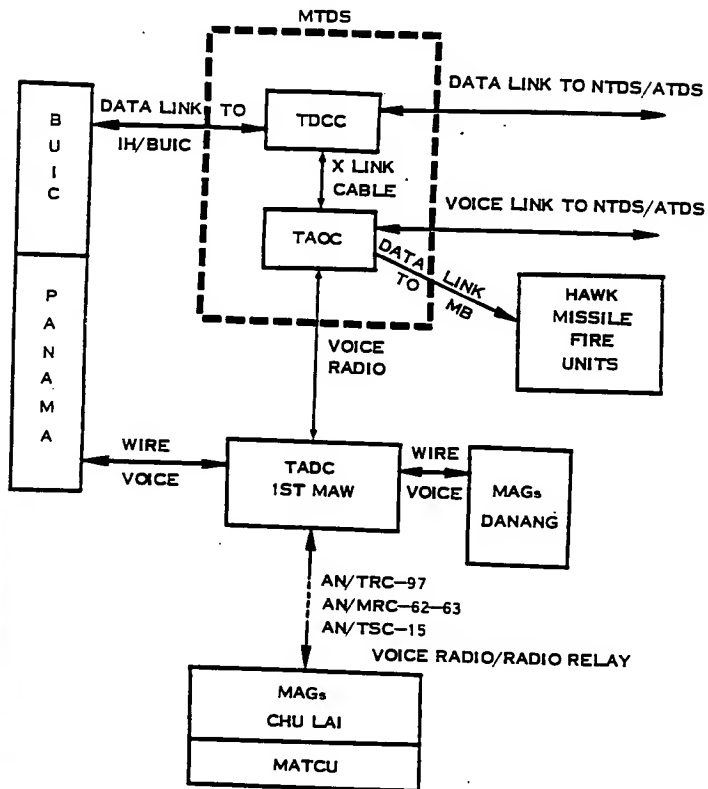 MTDS
DATA LINK TO NTDS/ATDS
DATA LINK TO
IH/BUIC
TDCC
BUIC
X LINK
CABLE
VOICE LINK TO NTDS/ATDS
TAOC
DATA LINK
TO MB
HAWK
MISSILE
FIRE
UNITS
PANAMA
VOICE
RADIO
WIRE
VOICE
TADC
1ST MAW
WIRE
VOICE
MAGs
DANANG
AN/TRC-97
AN/MRC-62-63
AN/TSC-15
VOICE RADIO/RADIO RELAY
MAGs
CHU LAI
MATCU